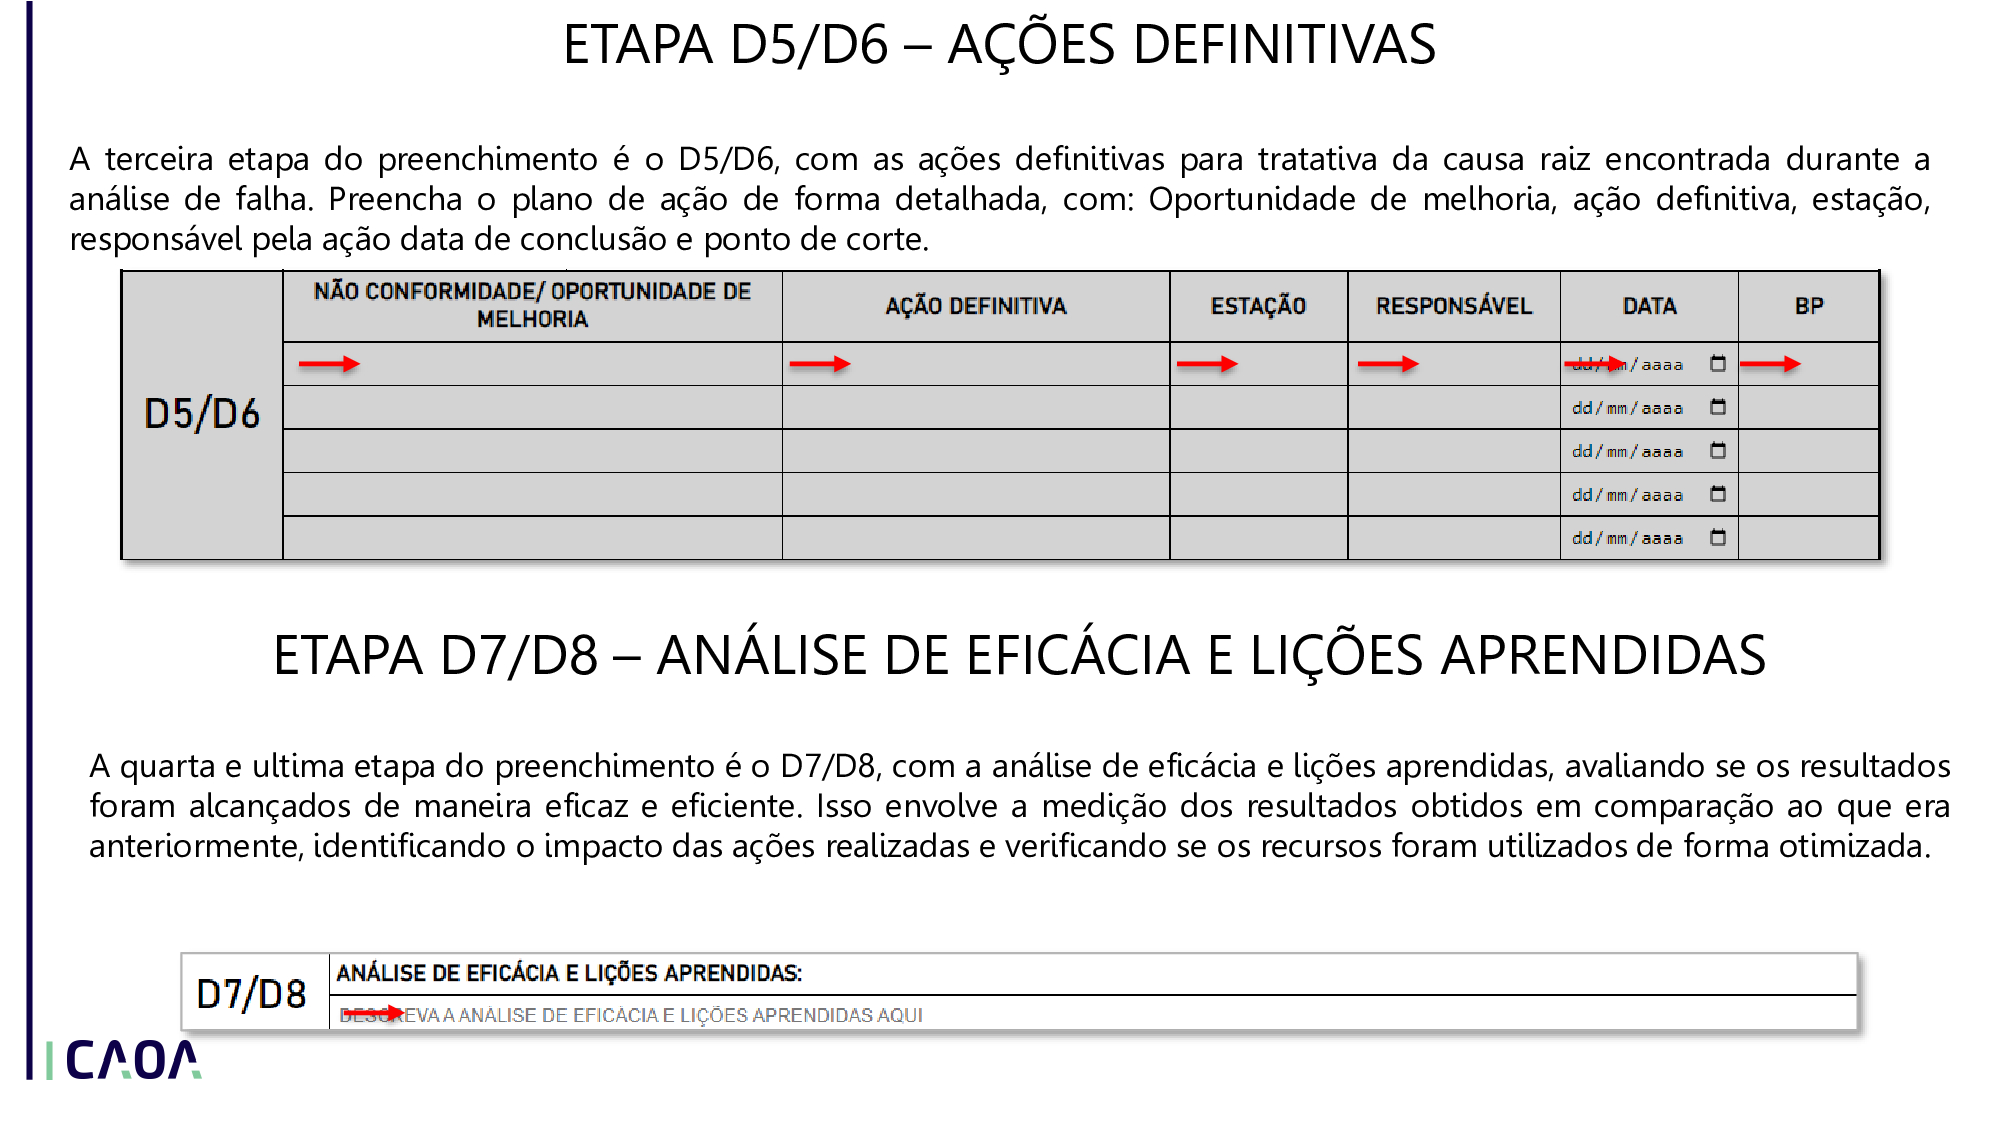 ETAPA D5/D6 – AÇÕES DEFINITIVAS
A terceira etapa do preenchimento é o D5/D6, com as ações definitivas para tratativa da causa raiz encontrada durante a
análise de falha. Preencha o plano de ação de forma detalhada, com: Oportunidade de melhoria, ação definitiva, estação,
responsável pela ação data de conclusão e ponto de corte.
NÃO CONFORMIDADE/ OPORTUNIDADE DE
MELHORIA
AÇÃO DEFINITIVA
ESTAÇÃO
RESPONSÁVEL
DATA
BP
D5/D6
dd/mm/aaaa
dd/mm/aaaa
dd/mm/aaaa
dd/mm/aaaa
dd/mm/aaaa
ETAPA D7/D8 – ANÁLISE DE EFICÁCIA E LIÇÕES APRENDIDAS
A quarta e ultima etapa do preenchimento é o D7/D8, com a análise de eficácia e lições aprendidas, avaliando se os resultados
foram alcançados de maneira eficaz e eficiente. Isso envolve a medição dos resultados obtidos em comparação ao que era
anteriormente, identificando o impacto das ações realizadas e verificando se os recursos foram utilizados de forma otimizada.
D7/D8
ANÁLISE DE EFICÁCIA E LIÇÕES APRENDIDAS:
DESCREVA A ANÁLISE DE EFICÁCIA E LIÇÕES APRENDIDAS AQUI
CAOA